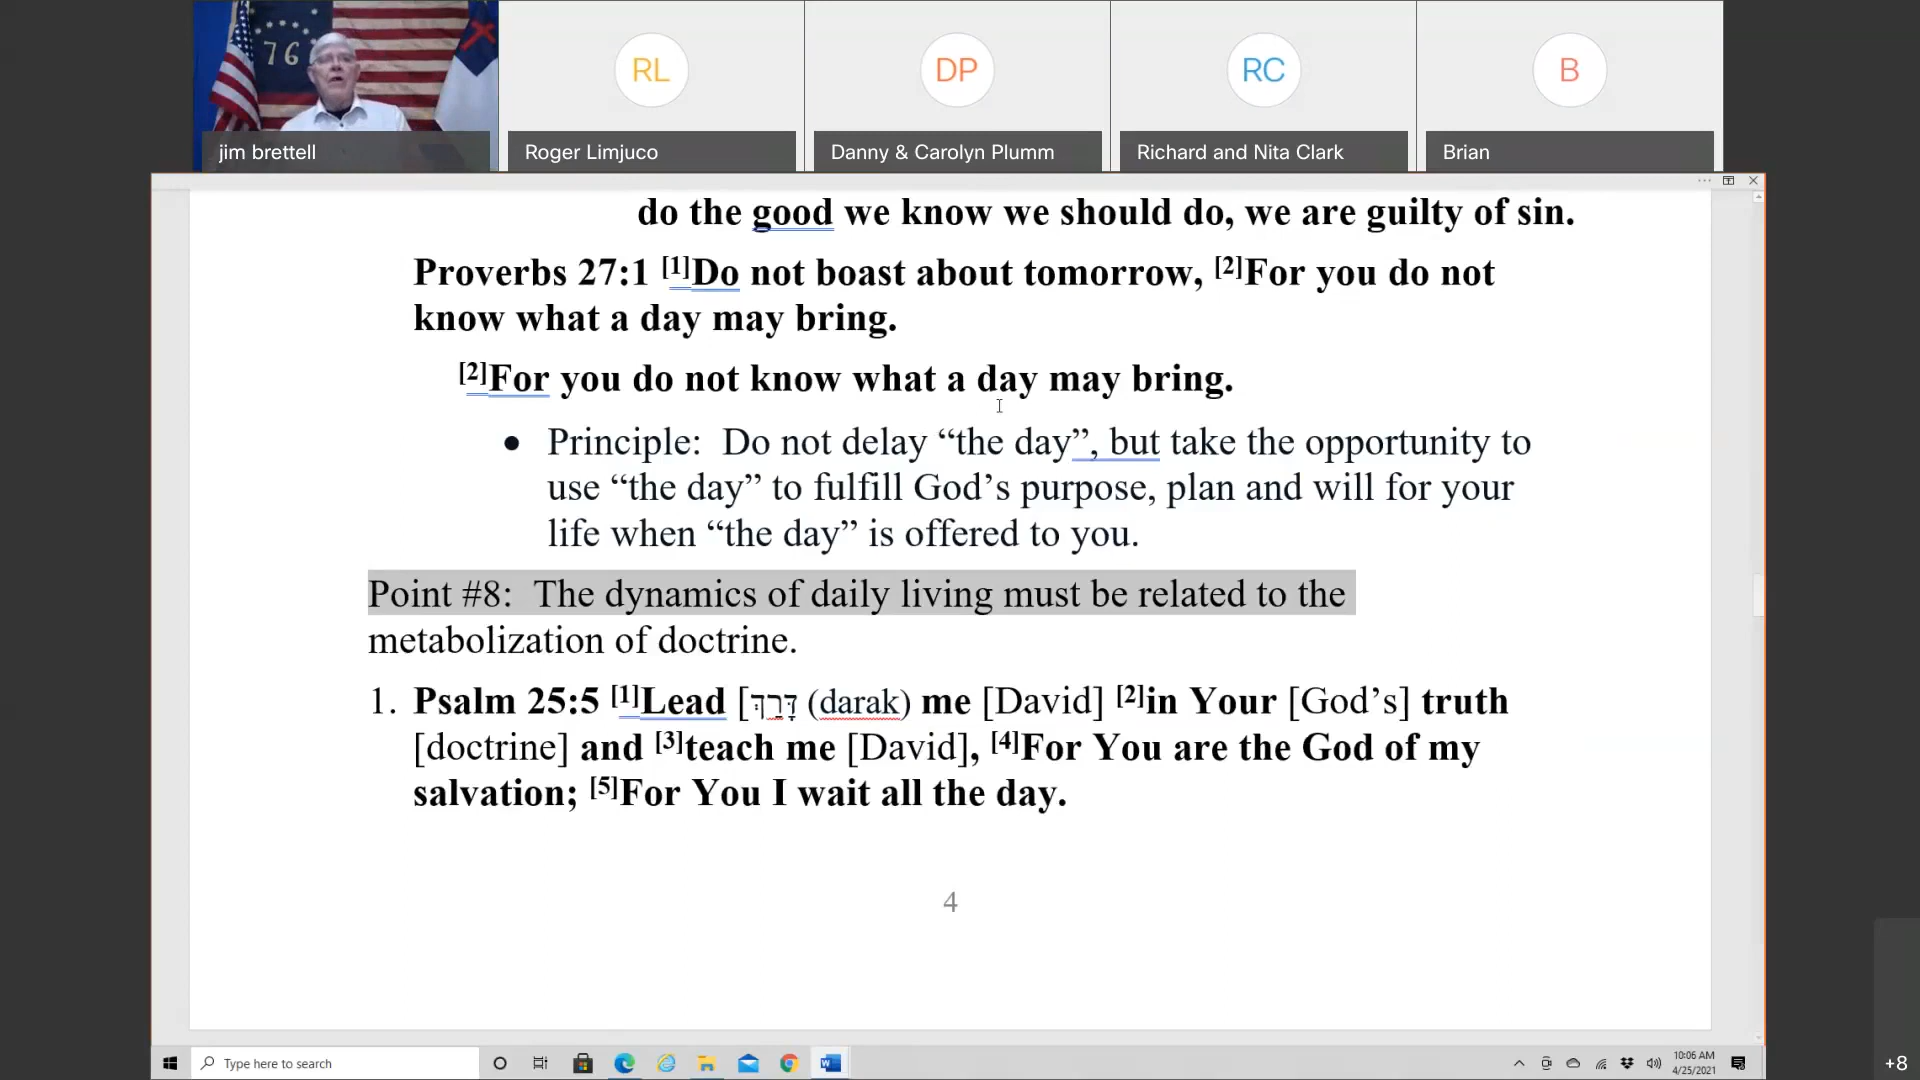 76
RL
DP
RC
B
jim brettell
Roger Limjuco
Danny & Carolyn Plumm
Richard and Nita Clark
Brian
do the good we know we should do, we are guilty of sin.
Proverbs 27:1 [1]Do not boast about tomorrow, [2]For you do not
know what a day may bring.
[2]For you do not know what a day may bring.
• Principle:  Do not delay “the day”, but take the opportunity to
use “the day” to fulfill God’s purpose, plan and will for your
life when “the day” is offered to you.
Point #8:  The dynamics of daily living must be related to the
metabolization of doctrine.
1. Psalm 25:5 [1]Lead [דָּרַךְ (darak) me [David] [2]in Your [God’s] truth
[doctrine] and [3]teach me [David], [4]For You are the God of my
salvation; [5]For You I wait all the day.
4
Type here to search
10:06 AM
4/25/2021
+8